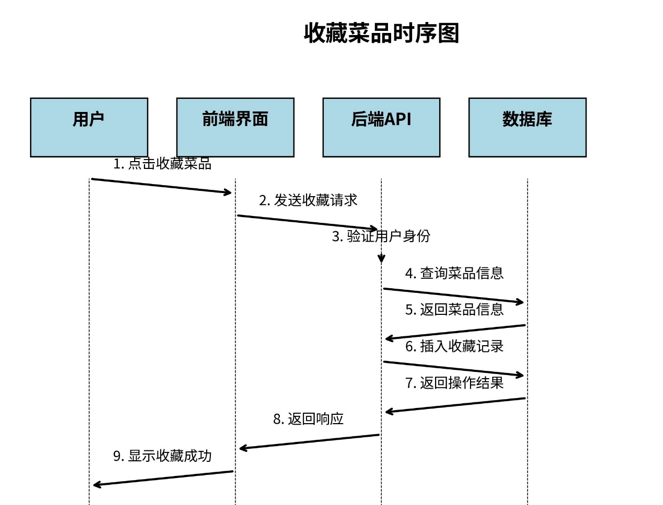 收藏菜品时序图
用户
前端界面
后端API
数据库
1. 点击收藏菜品
2. 发送收藏请求
3. 验证用户身份
4. 查询菜品信息
5. 返回菜品信息
6. 插入收藏记录
7. 返回操作结果
8. 返回响应
9. 显示收藏成功